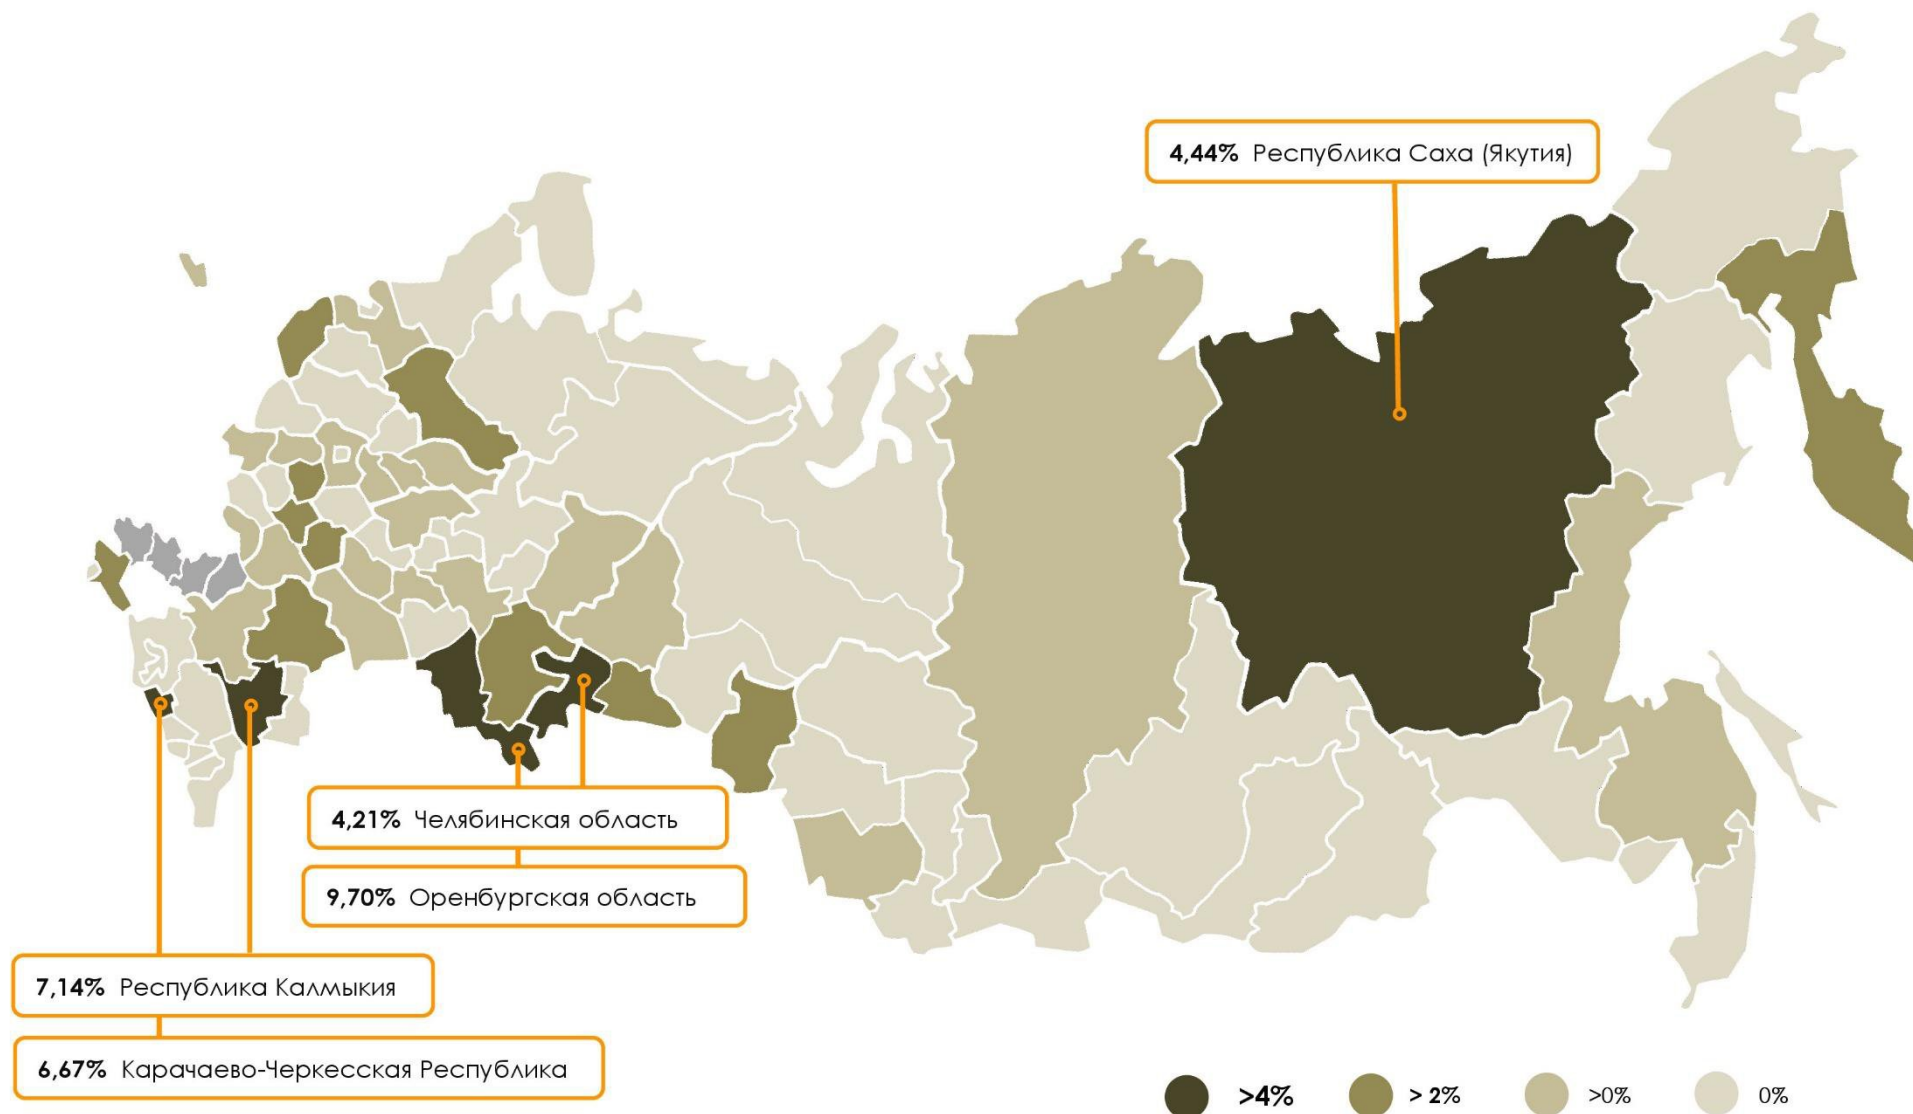 4,44% Республика Саха (Якутия)
4,21% Челябинская область
9,70% Оренбургская область
7,14% Республика Калмыкия
6,67% Карачаево-Черкесская Республика
>4% > 2% >0% 0%